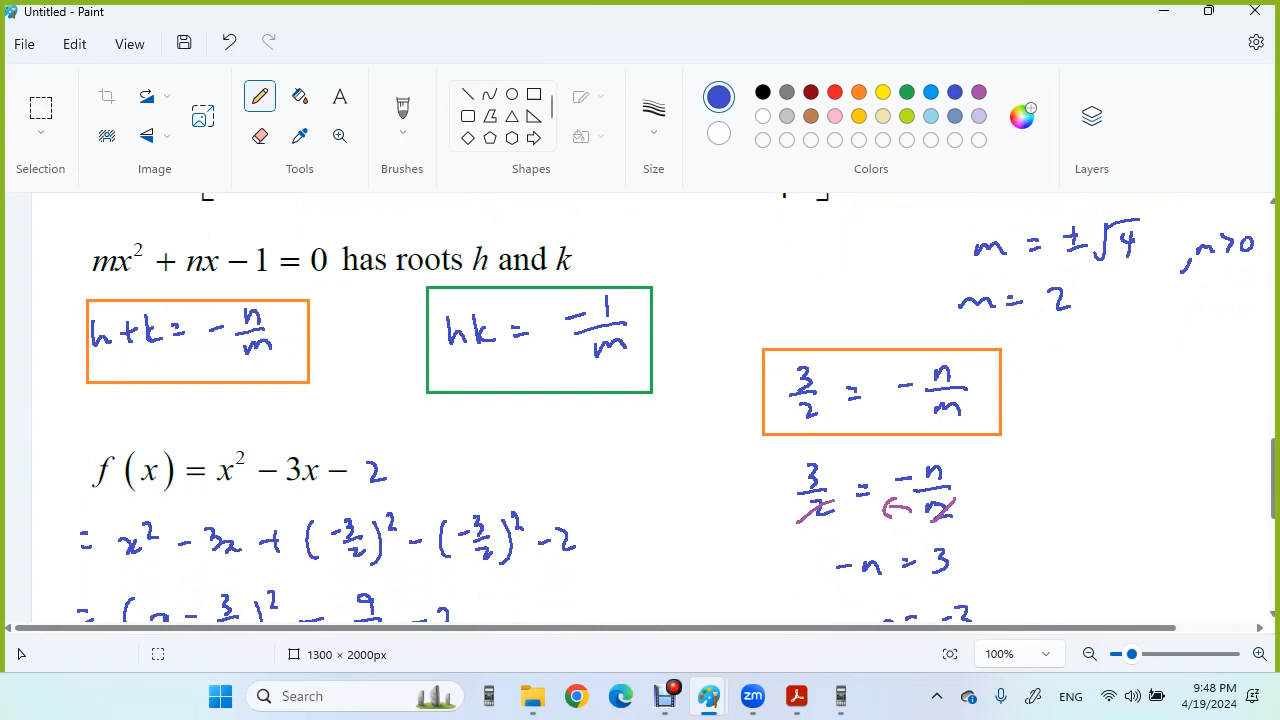 Untitled - Paint
File Edit View
Selection Image Tools Brushes Shapes Size Colors Layers
mx² + nx − 1 = 0 has roots h and k
m = ±√4 , m > 0
m = 2
h + k = − n/m
hk = −1/m
3/2 = − n/m
f(x) = x² − 3x − 2
3/2 = −n/2
= x² − 3x + (−3/2)² − (−3/2)² − 2
−n = 3
1300 × 2000px
100%
Search
ENG
9:48 PM
4/19/2024